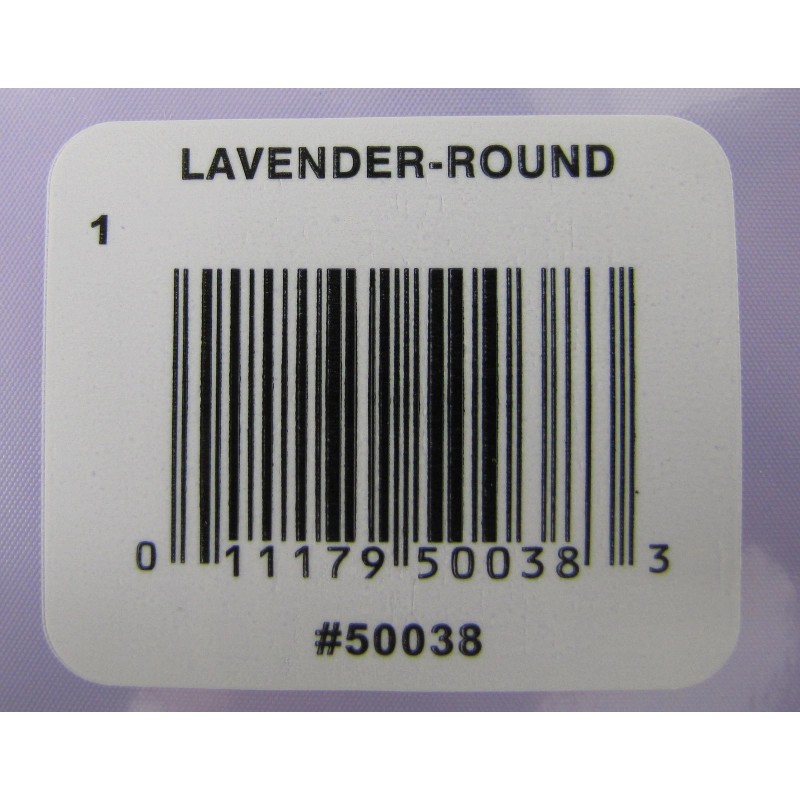 LAVENDER-ROUND
1
0 11179 50038 3
#50038